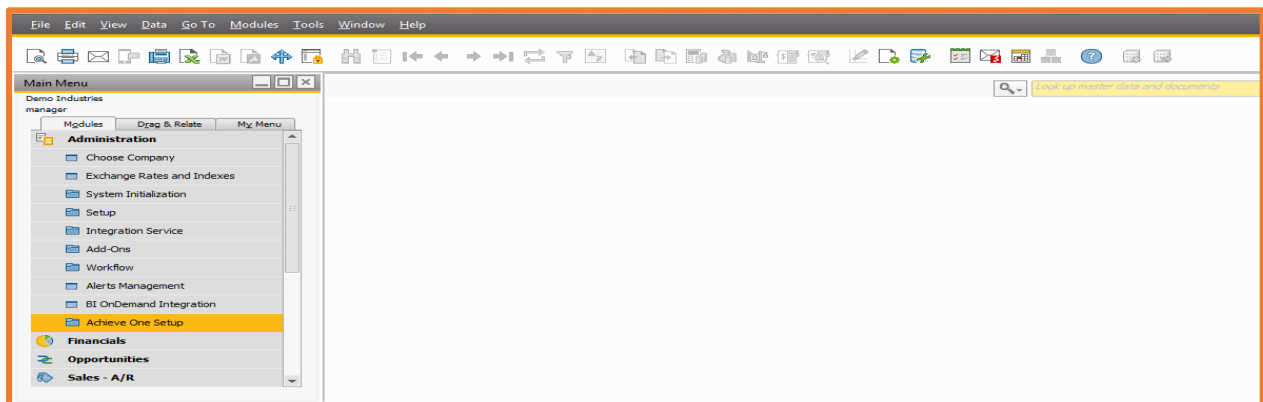 File Edit View Data Go To Modules Tools Window Help
Main Menu
Look up master data and documents
Demo Industries
manager
Modules Drag & Relate My Menu
Administration
Choose Company
Exchange Rates and Indexes
System Initialization
Setup
Integration Service
Add-Ons
Workflow
Alerts Management
BI OnDemand Integration
Achieve One Setup
Financials
Opportunities
Sales - A/R